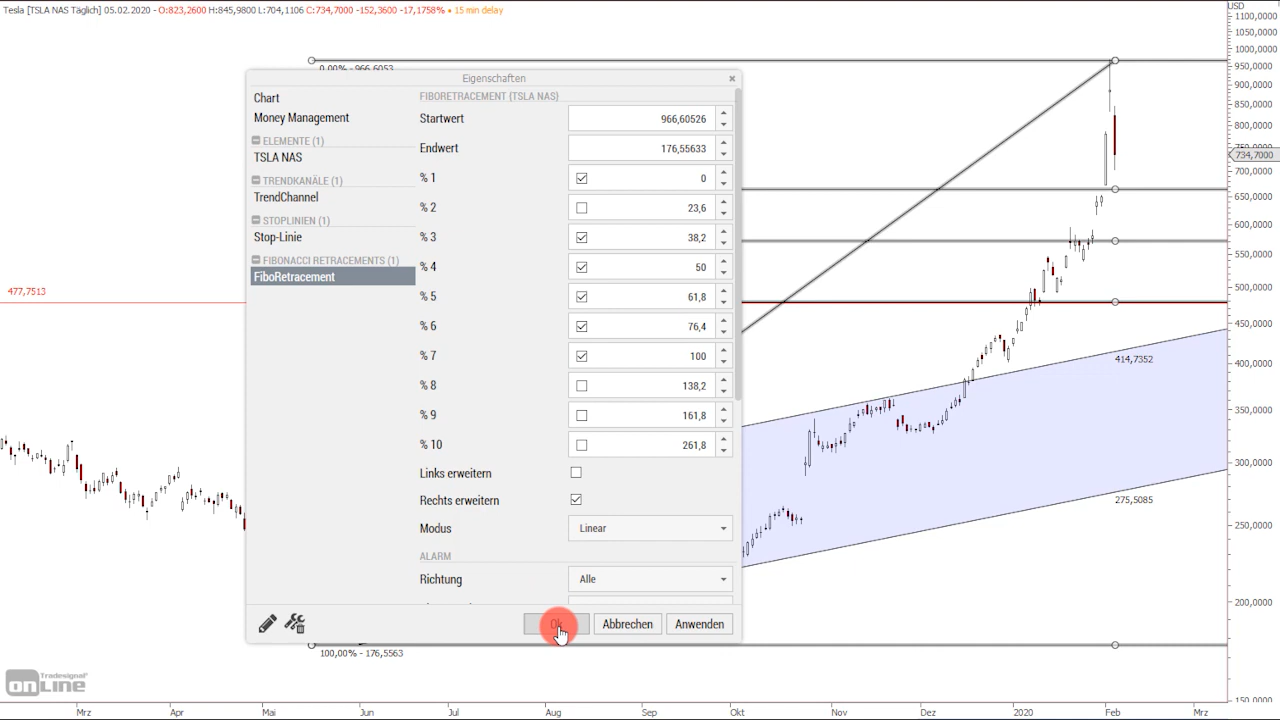 Tesla [TSLA NAS Täglich] 05.02.2020 - O:823,2600 H:845,9800 L:704,1106 C:734,7000 -152,3600 -17,1758% • 15 min delay
USD
1100,0000
1050,0000
1000,0000
950,0000
900,0000
850,0000
800,0000
734,7000
700,0000
650,0000
600,0000
550,0000
500,0000
450,0000
400,0000
350,0000
300,0000
250,0000
200,0000
150,0000
0,00% - 966,6053
477,7513
414,7352
275,5085
100,00% - 176,5563
Eigenschaften
Chart
Money Management
ELEMENTE (1)
TSLA NAS
TRENDKANÄLE (1)
TrendChannel
STOPLINIEN (1)
Stop-Linie
FIBONACCI RETRACEMENTS (1)
FiboRetracement
FIBORETRACEMENT (TSLA NAS)
Startwert 966,60526
Endwert 176,55633
% 1 0
% 2 23,6
% 3 38,2
% 4 50
% 5 61,8
% 6 76,4
% 7 100
% 8 138,2
% 9 161,8
% 10 261,8
Links erweitern
Rechts erweitern
Modus Linear
ALARM
Richtung Alle
Ok Abbrechen Anwenden
Tradesignal
onLine
Mrz Apr Mai Jun Jul Aug Sep Okt Nov Dez 2020 Feb Mrz